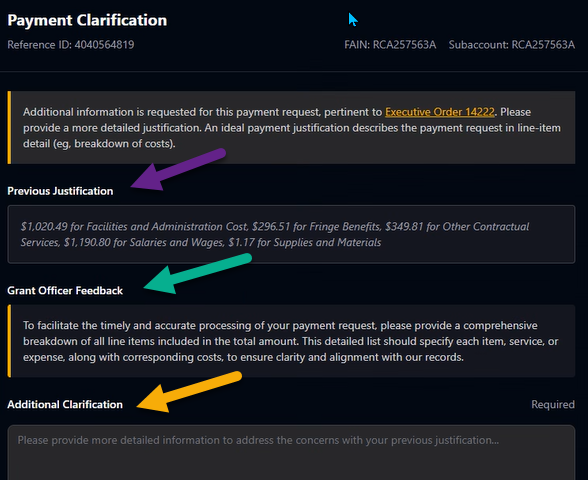 Payment Clarification
Reference ID: 4040564819 FAIN: RCA257563A Subaccount: RCA257563A
Additional information is requested for this payment request, pertinent to Executive Order 14222. Please
provide a more detailed justification. An ideal payment justification describes the payment request in line-item
detail (eg, breakdown of costs).
Previous Justification
$1,020.49 for Facilities and Administration Cost, $296.51 for Fringe Benefits, $349.81 for Other Contractual
Services, $1,190.80 for Salaries and Wages, $1.17 for Supplies and Materials
Grant Officer Feedback
To facilitate the timely and accurate processing of your payment request, please provide a comprehensive
breakdown of all line items included in the total amount. This detailed list should specify each item, service, or
expense, along with corresponding costs, to ensure clarity and alignment with our records.
Additional Clarification Required
Please provide more detailed information to address the concerns with your previous justification...